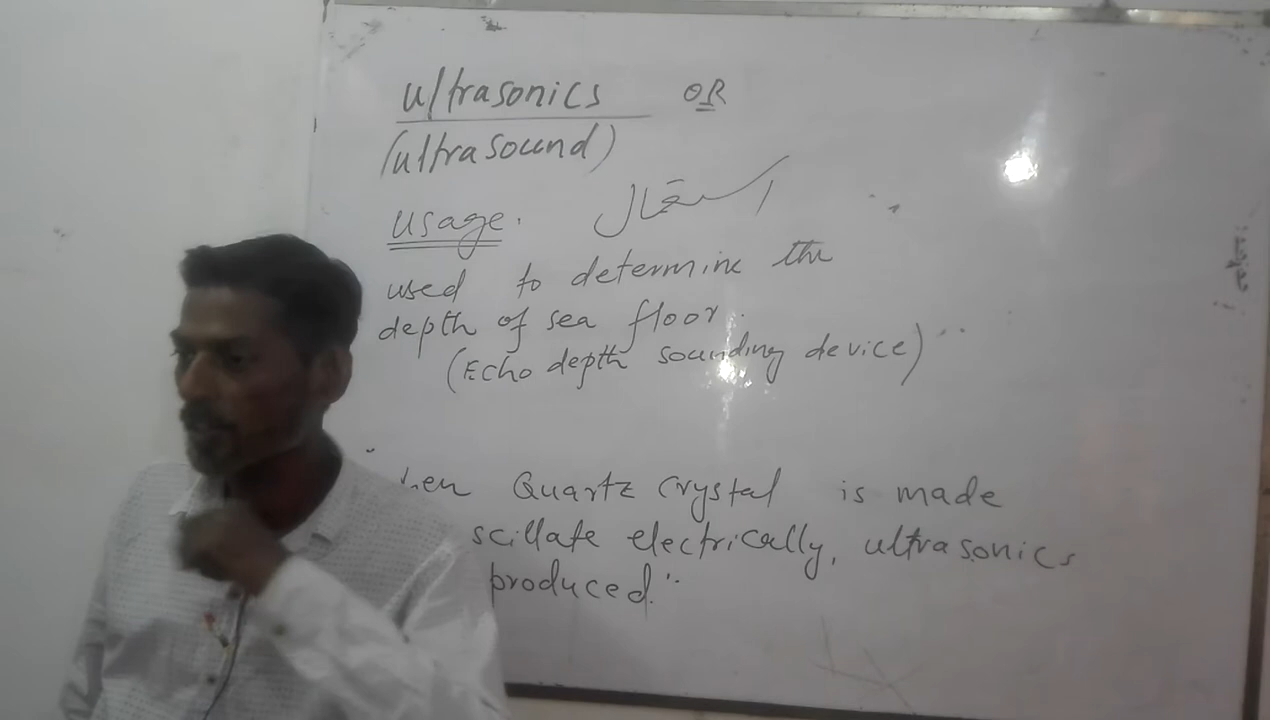 ultrasonics OR
(ultrasound)
usage. استعمال
used to determine the
depth of sea floor.
(Echo depth sounding device)
Quartz Crystal is made
electrically, ultrasonics
produced.